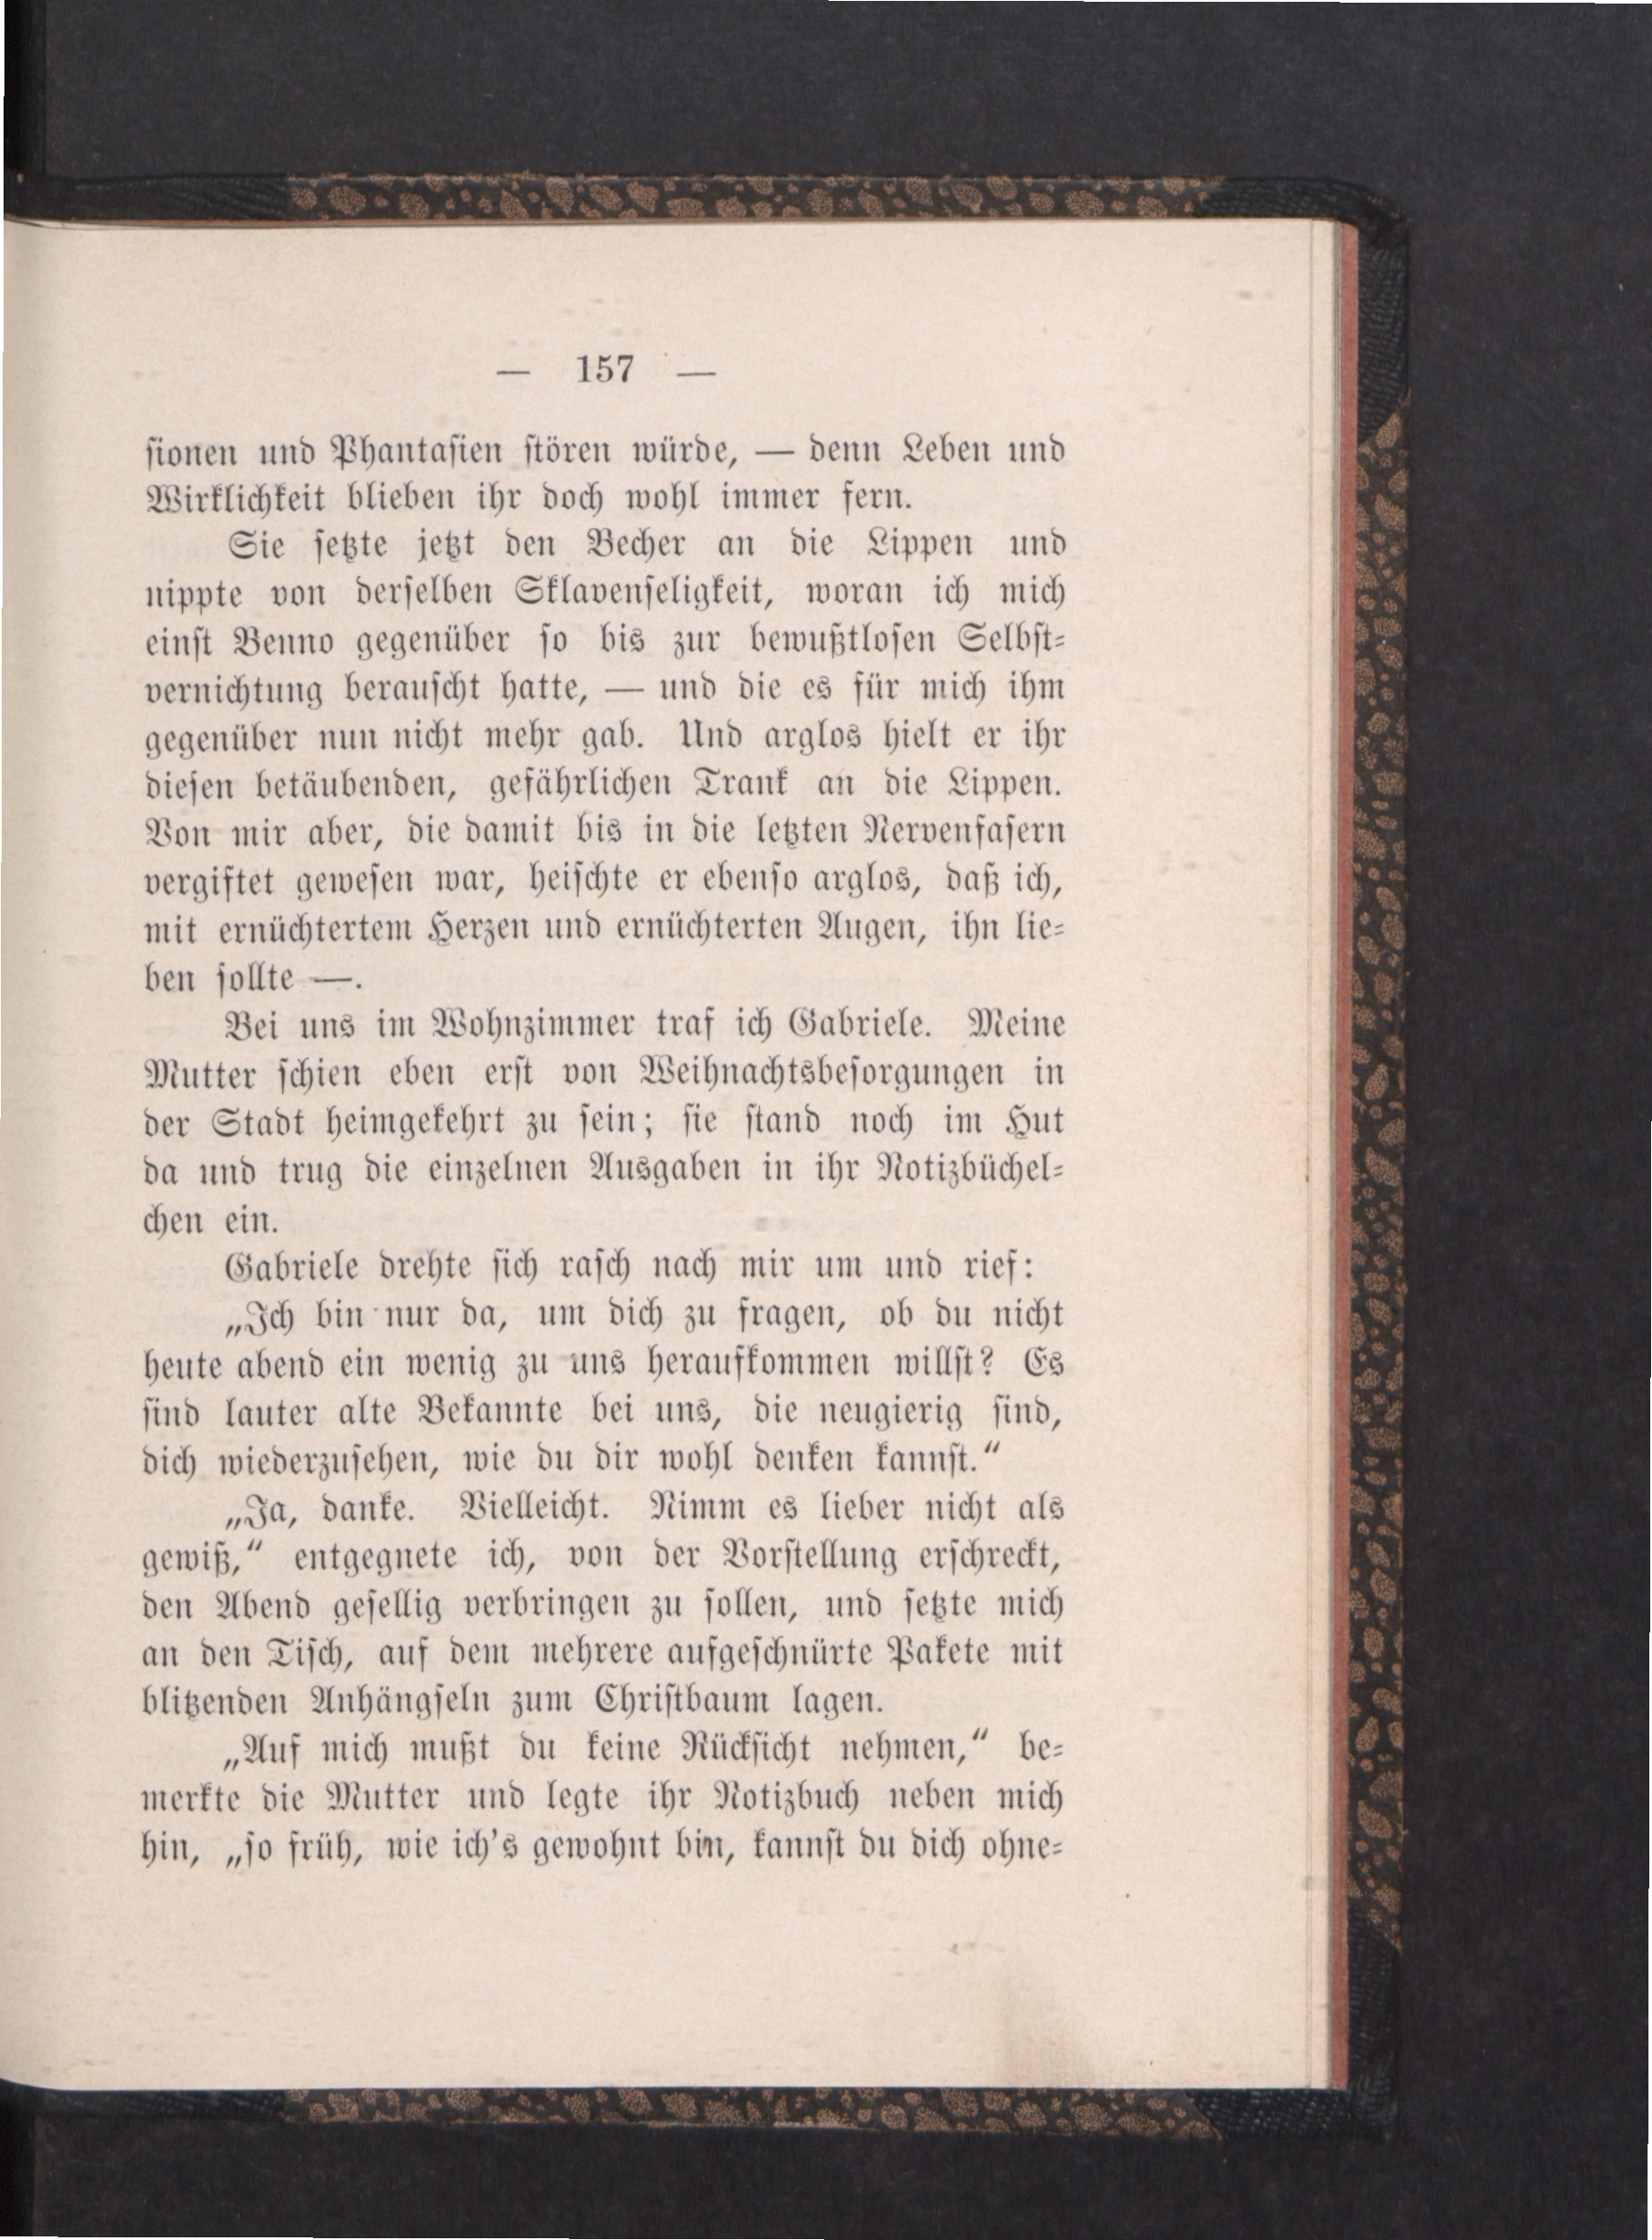 — 157 —
sionen und Phantasien stören würde, — denn Leben und
Wirklichkeit blieben ihr doch wohl immer fern.
Sie setzte jetzt den Becher an die Lippen und
nippte von derselben Sklavenseligkeit, woran ich mich
einst Benno gegenüber so bis zur bewußtlosen Selbst-
vernichtung berauscht hatte, — und die es für mich ihm
gegenüber nun nicht mehr gab. Und arglos hielt er ihr
diesen betäubenden, gefährlichen Trank an die Lippen.
Von mir aber, die damit bis in die letzten Nervenfasern
vergiftet gewesen war, heischte er ebenso arglos, daß ich,
mit ernüchtertem Herzen und ernüchterten Augen, ihn lie-
ben sollte —.
Bei uns im Wohnzimmer traf ich Gabriele. Meine
Mutter schien eben erst von Weihnachtsbesorgungen in
der Stadt heimgekehrt zu sein; sie stand noch im Hut
da und trug die einzelnen Ausgaben in ihr Notizbüchel-
chen ein.
Gabriele drehte sich rasch nach mir um und rief:
„Ich bin nur da, um dich zu fragen, ob du nicht
heute abend ein wenig zu uns heraufkommen willst? Es
sind lauter alte Bekannte bei uns, die neugierig sind,
dich wiederzusehen, wie du dir wohl denken kannst.“
„Ja, danke. Vielleicht. Nimm es lieber nicht als
gewiß,“ entgegnete ich, von der Vorstellung erschreckt,
den Abend gesellig verbringen zu sollen, und setzte mich
an den Tisch, auf dem mehrere aufgeschnürte Pakete mit
blitzenden Anhängseln zum Christbaum lagen.
„Auf mich mußt du keine Rücksicht nehmen,“ be-
merkte die Mutter und legte ihr Notizbuch neben mich
hin, „so früh, wie ich's gewohnt bin, kannst du dich ohne-